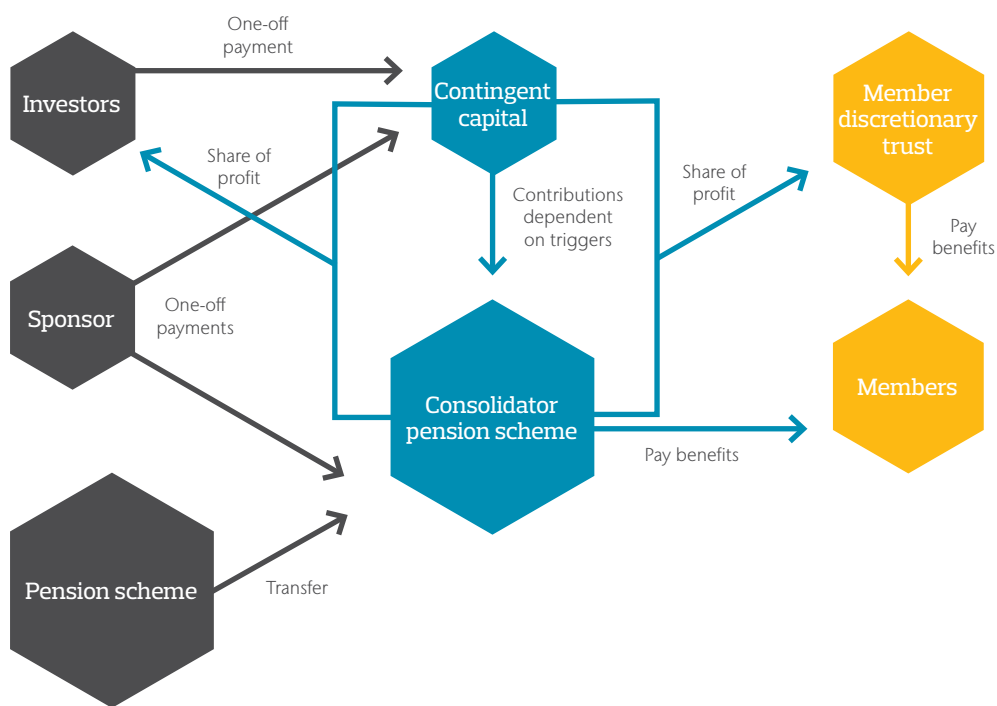 One-off
payment
Investors
Contingent
capital
Member
discretionary
trust
Share of
profit
Contributions
dependent
on triggers
Share of
profit
Pay
benefits
Sponsor
One-off
payments
Consolidator
pension scheme
Members
Pay benefits
Pension scheme
Transfer